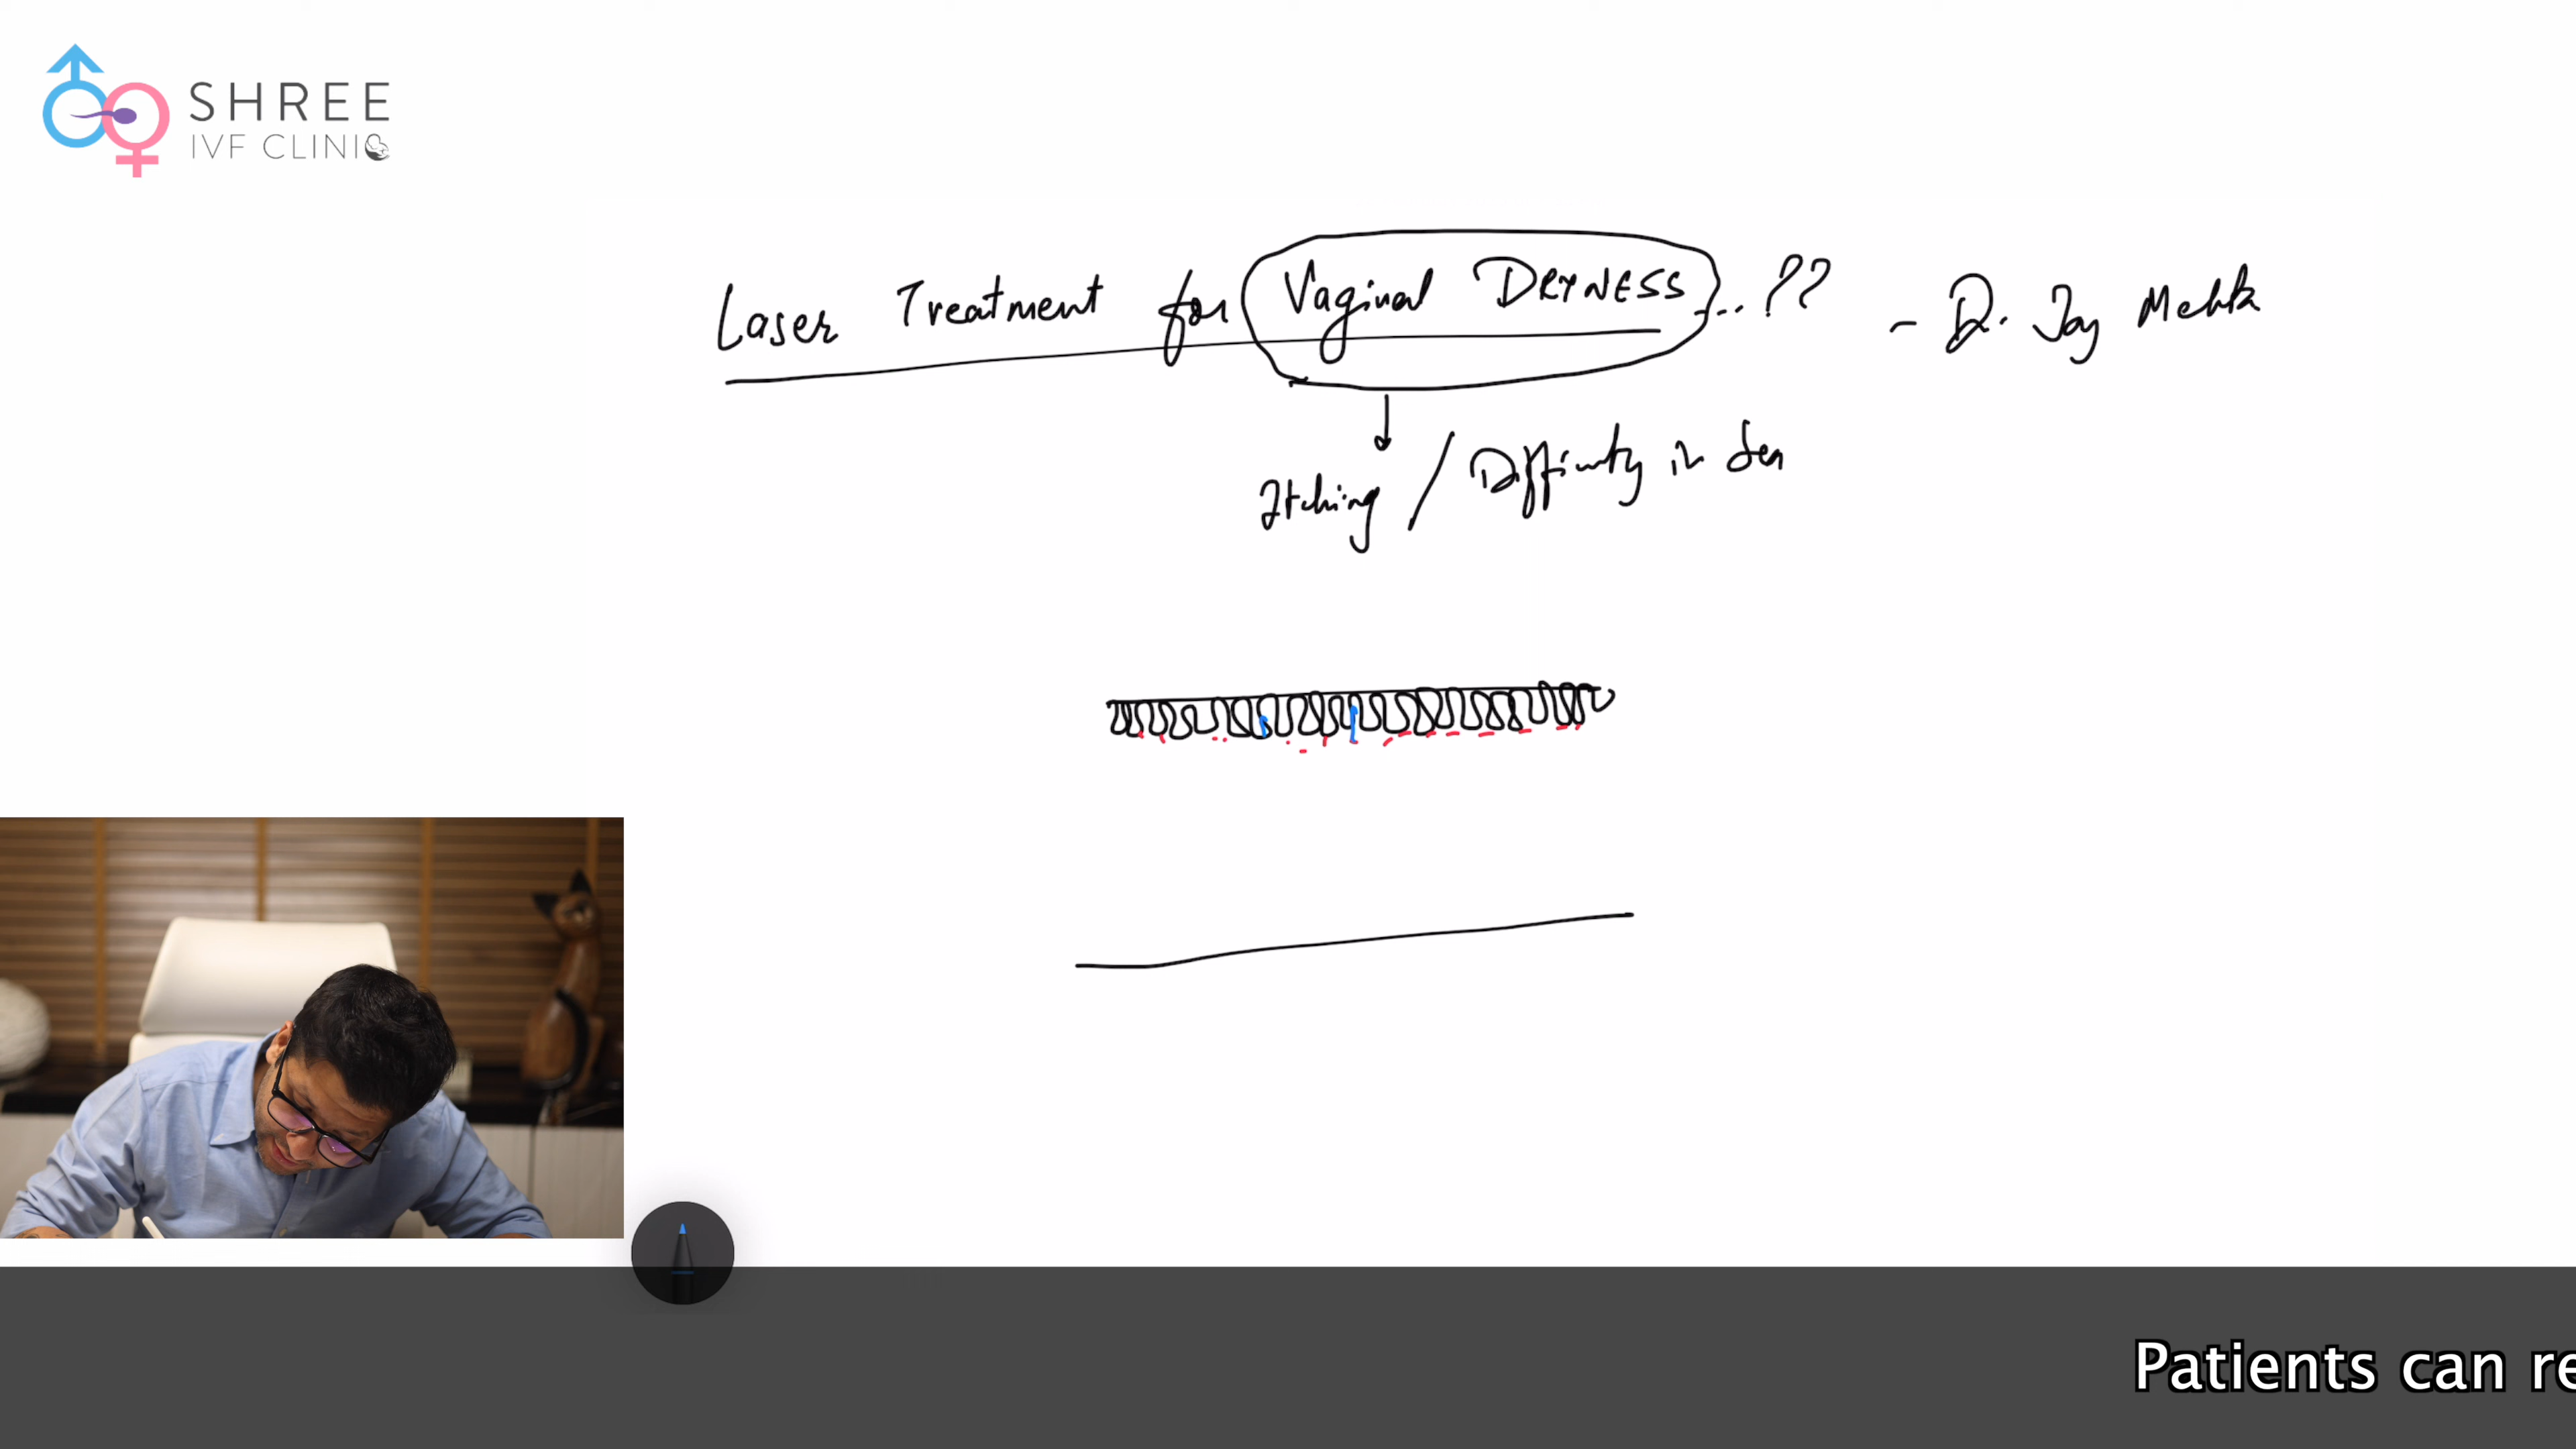 SHREE
IVF CLINIC
Laser Treatment for Vaginal DRYNESS...?? - Dr. Jay Mehta
Itching / Difficulty in Sex
Patients can re